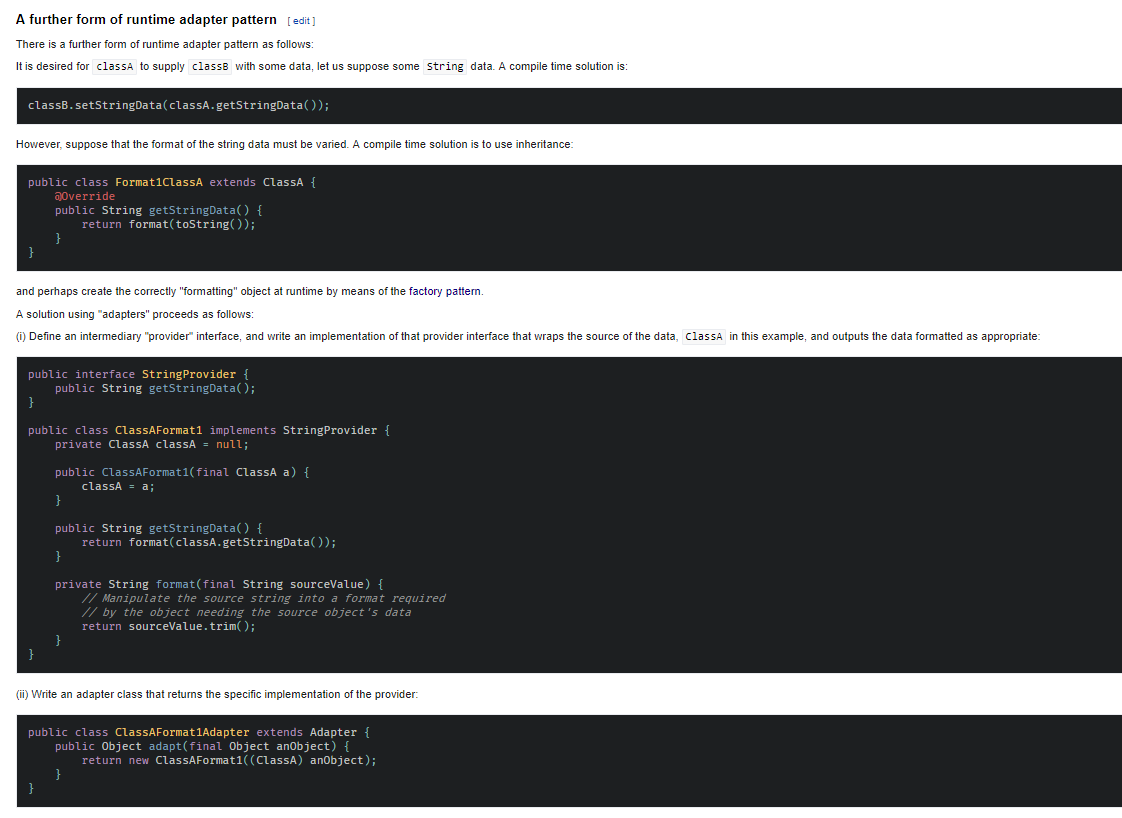 A further form of runtime adapter pattern [ edit ]
There is a further form of runtime adapter pattern as follows:
It is desired for classA to supply classB with some data, let us suppose some String data. A compile time solution is:
classB.setStringData(classA.getStringData());
However, suppose that the format of the string data must be varied. A compile time solution is to use inheritance:
public class Format1ClassA extends ClassA {
    @Override
    public String getStringData() {
        return format(toString());
    }
}
and perhaps create the correctly "formatting" object at runtime by means of the factory pattern.
A solution using "adapters" proceeds as follows:
(i) Define an intermediary "provider" interface, and write an implementation of that provider interface that wraps the source of the data, ClassA in this example, and outputs the data formatted as appropriate:
public interface StringProvider {
    public String getStringData();
}
public class ClassAFormat1 implements StringProvider {
    private ClassA classA = null;
    public ClassAFormat1(final ClassA a) {
        classA = a;
    }
    public String getStringData() {
        return format(classA.getStringData());
    }
    private String format(final String sourceValue) {
        // Manipulate the source string into a format required
        // by the object needing the source object's data
        return sourceValue.trim();
    }
}
(ii) Write an adapter class that returns the specific implementation of the provider:
public class ClassAFormat1Adapter extends Adapter {
    public Object adapt(final Object anObject) {
        return new ClassAFormat1((ClassA) anObject);
    }
}